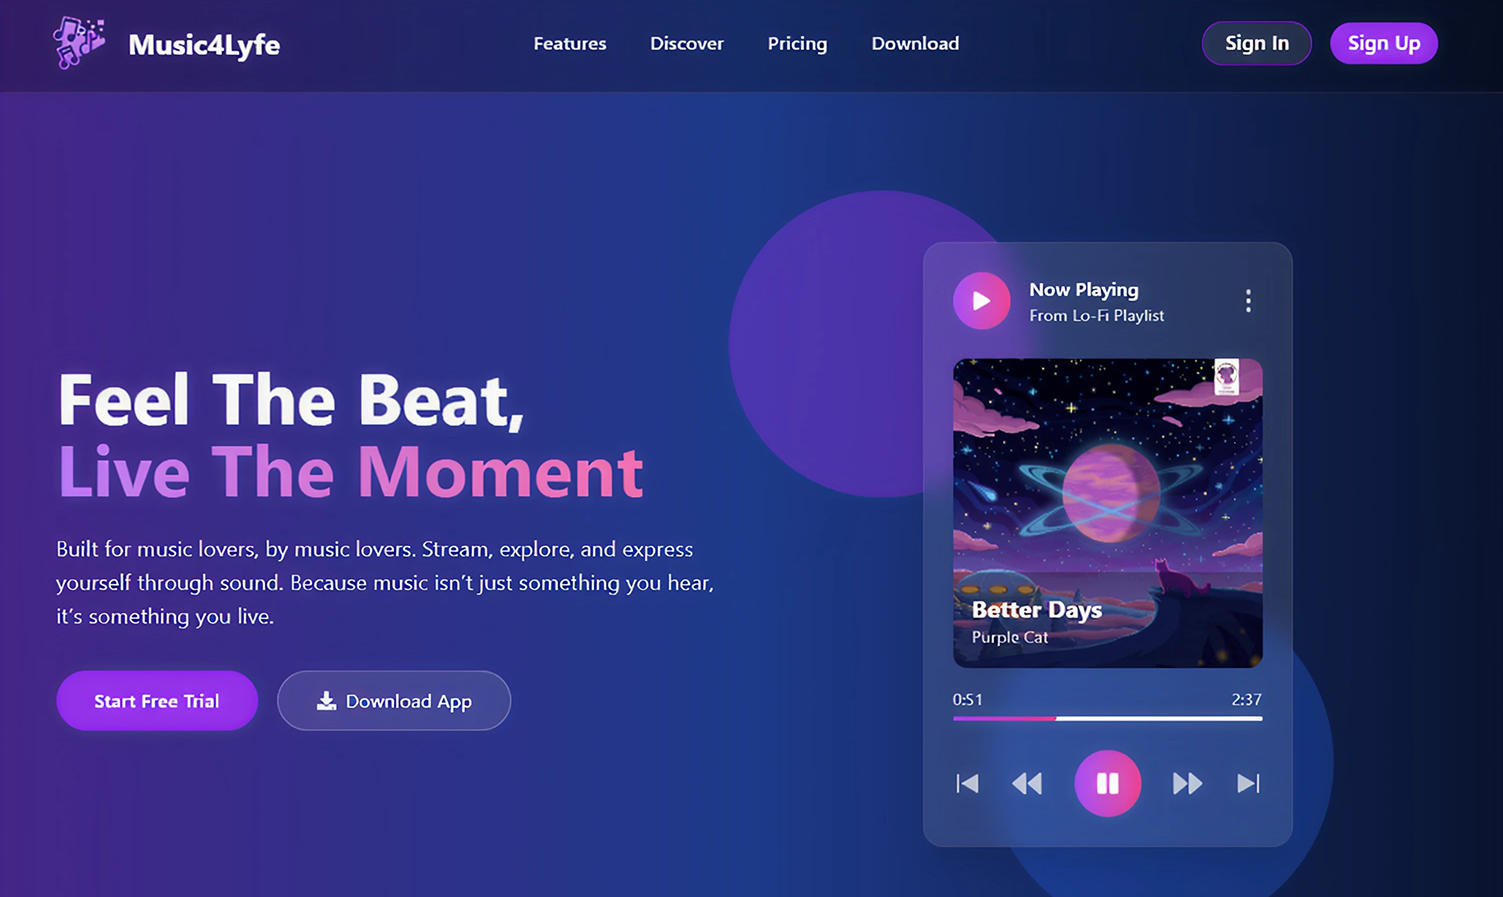 Music4Lyfe
Features
Discover
Pricing
Download
Sign In
Sign Up
Feel The Beat,
Live The Moment
Built for music lovers, by music lovers. Stream, explore, and express
yourself through sound. Because music isn’t just something you hear,
it’s something you live.
Start Free Trial
Download App
Now Playing
From Lo-Fi Playlist
Better Days
Purple Cat
0:51
2:37